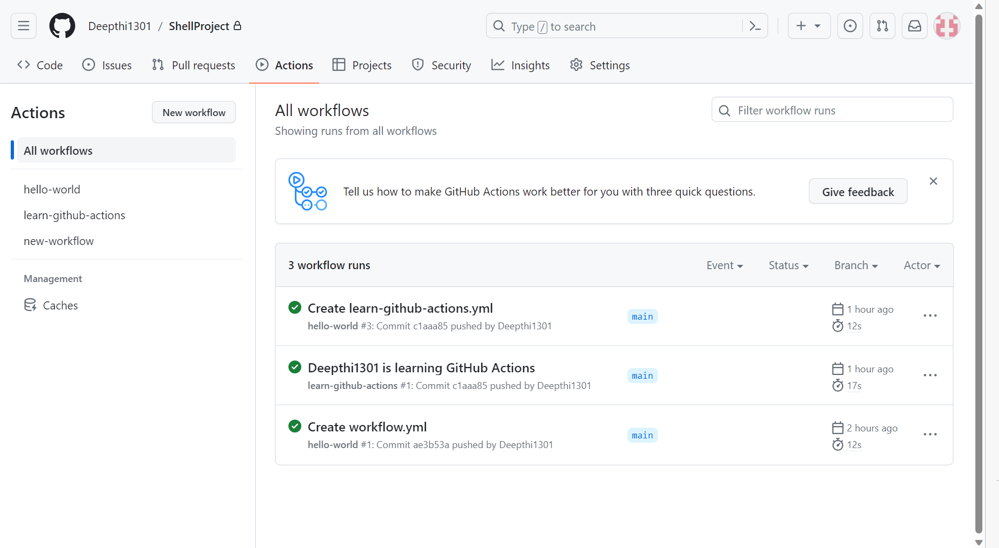 Deepthi1301 / ShellProject
Type / to search
Code Issues Pull requests Actions Projects Security Insights Settings
Actions
New workflow
All workflows
hello-world
learn-github-actions
new-workflow
Management
Caches
All workflows
Showing runs from all workflows
Filter workflow runs
Tell us how to make GitHub Actions work better for you with three quick questions.
Give feedback
3 workflow runs
Event Status Branch Actor
Create learn-github-actions.yml
hello-world #3: Commit c1aaa85 pushed by Deepthi1301
main
1 hour ago
12s
Deepthi1301 is learning GitHub Actions
learn-github-actions #1: Commit c1aaa85 pushed by Deepthi1301
main
1 hour ago
17s
Create workflow.yml
hello-world #1: Commit ae3b53a pushed by Deepthi1301
main
2 hours ago
12s